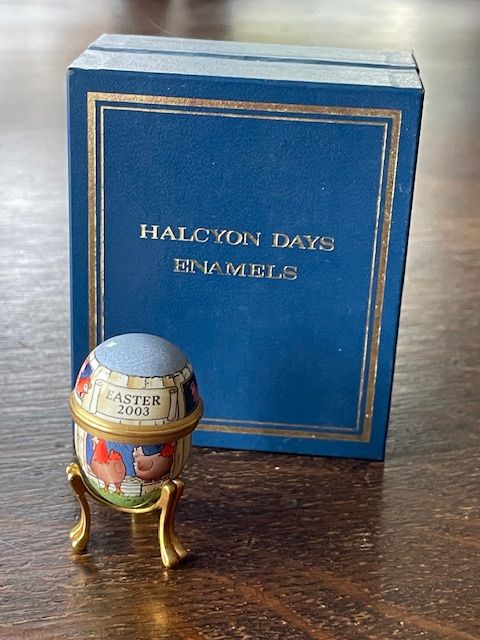 HALCYON DAYS
ENAMELS
EASTER
2003